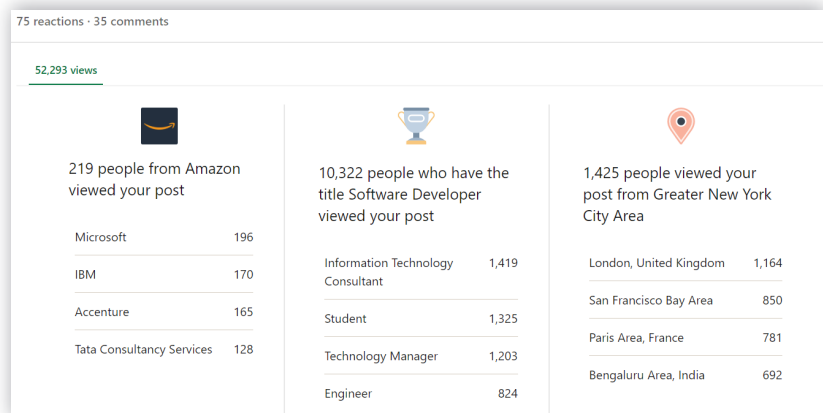 75 reactions · 35 comments
52,293 views
219 people from Amazon
viewed your post
Microsoft 196
IBM 170
Accenture 165
Tata Consultancy Services 128
10,322 people who have the
title Software Developer
viewed your post
Information Technology 1,419
Consultant
Student 1,325
Technology Manager 1,203
Engineer 824
1,425 people viewed your
post from Greater New York
City Area
London, United Kingdom 1,164
San Francisco Bay Area 850
Paris Area, France 781
Bengaluru Area, India 692